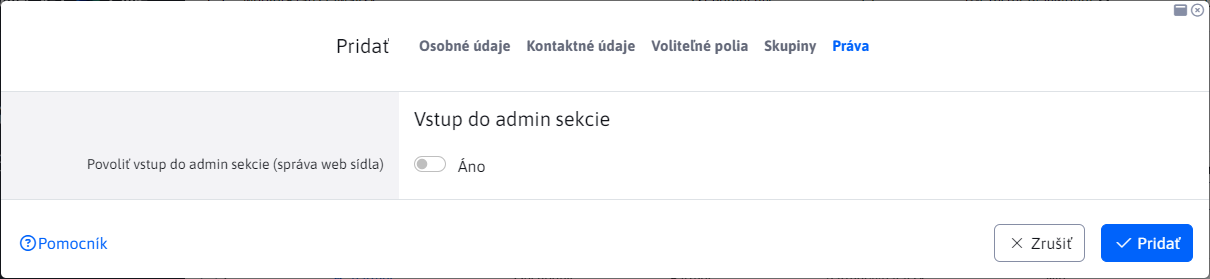 Pridať Osobné údaje Kontaktné údaje Voliteľné polia Skupiny Práva
Vstup do admin sekcie
Povoliť vstup do admin sekcie (správa web sídla) Áno
Pomocník Zrušiť Pridať